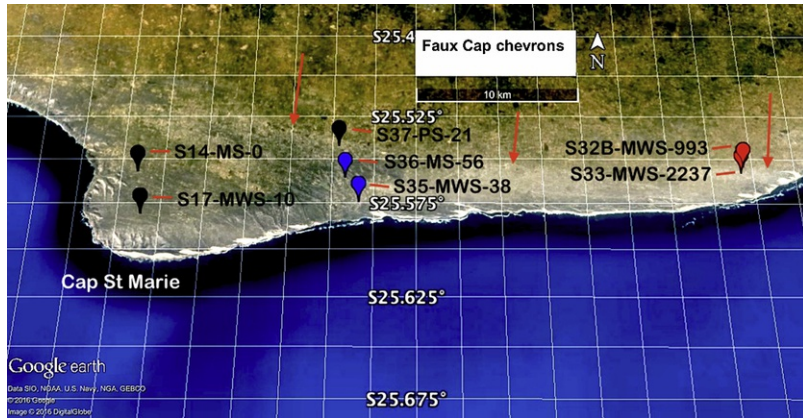 S25.4
Faux Cap chevrons
N
10 km
S25.525°
S37-PS-21
S14-MS-0
S32B-MWS-993
S36-MS-56
S33-MWS-2237
S35-MWS-38
S17-MWS-10
S25.575°
Cap St Marie
S25.625°
Google earth
Data SIO, NOAA, U.S. Navy, NGA, GEBCO
© 2016 Google
Image © 2016 DigitalGlobe
S25.675°